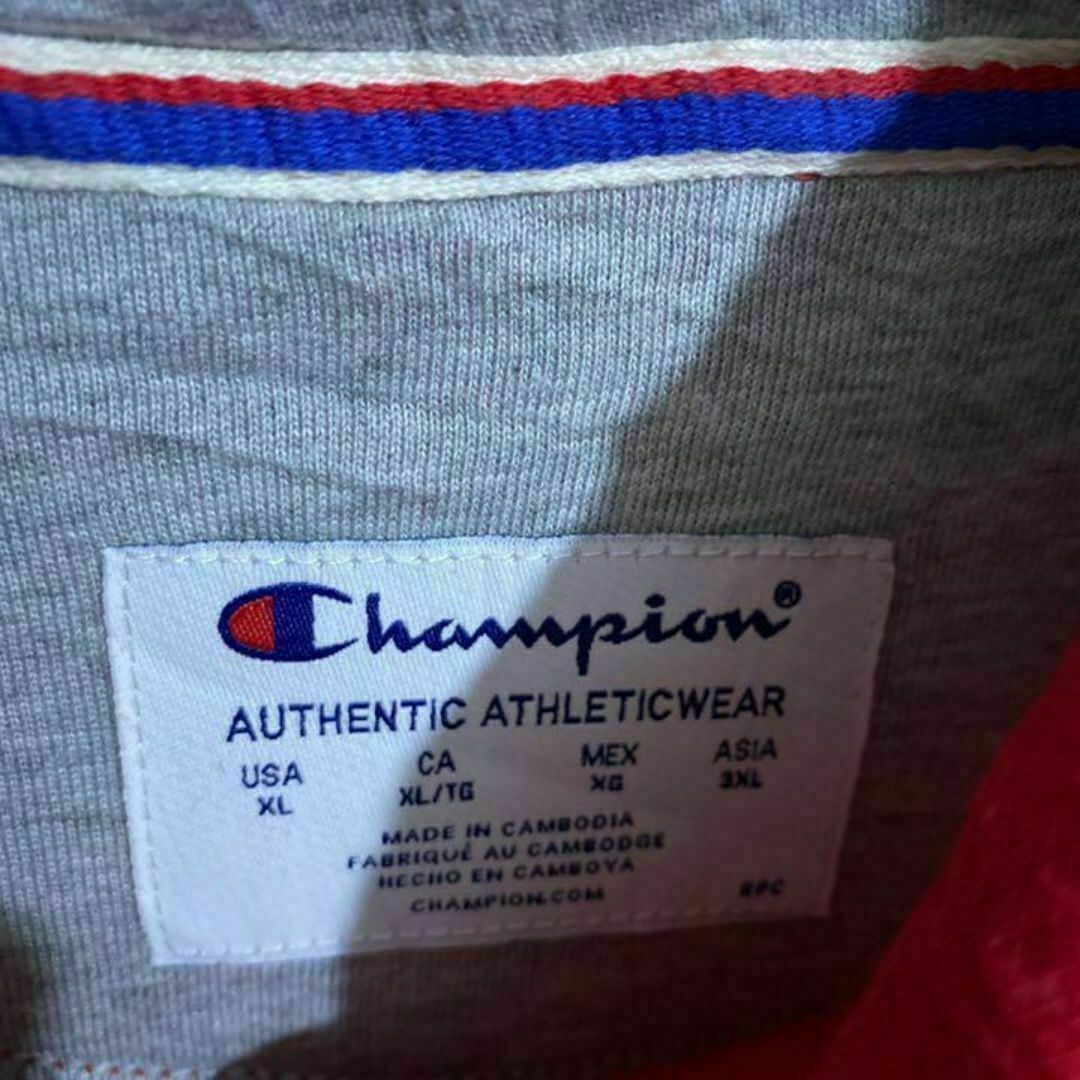 Champion®
AUTHENTIC ATHLETICWEAR
USA CA MEX ASIA
XL XL/TG XG 3XL
MADE IN CAMBODIA
FABRIQUÉ AU CAMBODGE
HECHO EN CAMBOYA
CHAMPION.COM